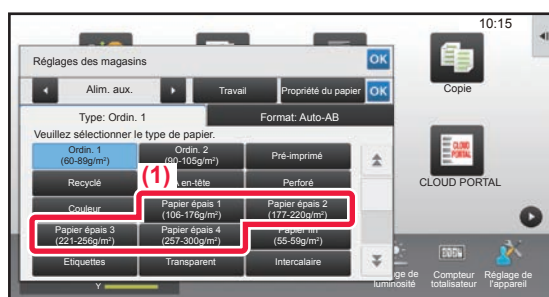 10:15
Réglages des magasins
OK
Alim. aux.
Travail
Propriété du papier
OK
Copie
Type: Ordin. 1
Format: Auto-AB
Veuillez sélectionner le type de papier.
Ordin. 1
(60-89g/m²)
Ordin. 2
(90-105g/m²)
Pré-imprimé
CLOUD
PORTAL
Recyclé
(1)
en-tête
Perforé
CLOUD PORTAL
Couleur
Papier épais 1
(106-176g/m²)
Papier épais 2
(177-220g/m²)
Papier épais 3
(221-256g/m²)
Papier épais 4
(257-300g/m²)
Papier fin
(55-59g/m²)
Etiquettes
Transparent
Intercalaire
de
luminosité
Compteur
totalisateur
Réglage de
l'appareil
Y